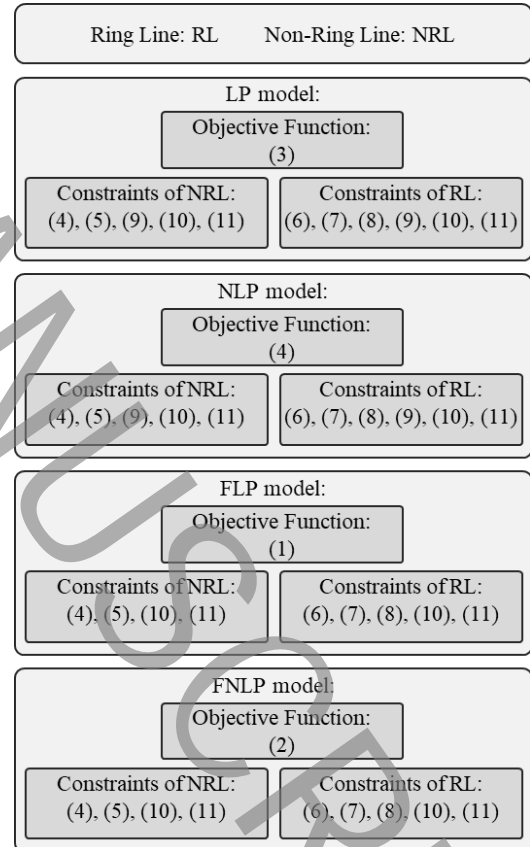 Ring Line: RL Non-Ring Line: NRL
LP model:
Objective Function:
(3)
Constraints of NRL:
(4), (5), (9), (10), (11)
Constraints of RL:
(6), (7), (8), (9), (10), (11)
NLP model:
Objective Function:
(4)
Constraints of NRL:
(4), (5), (9), (10), (11)
Constraints of RL:
(6), (7), (8), (9), (10), (11)
FLP model:
Objective Function:
(1)
Constraints of NRL:
(4), (5), (10), (11)
Constraints of RL:
(6), (7), (8), (10), (11)
FNLP model:
Objective Function:
(2)
Constraints of NRL:
(4), (5), (10), (11)
Constraints of RL:
(6), (7), (8), (10), (11)